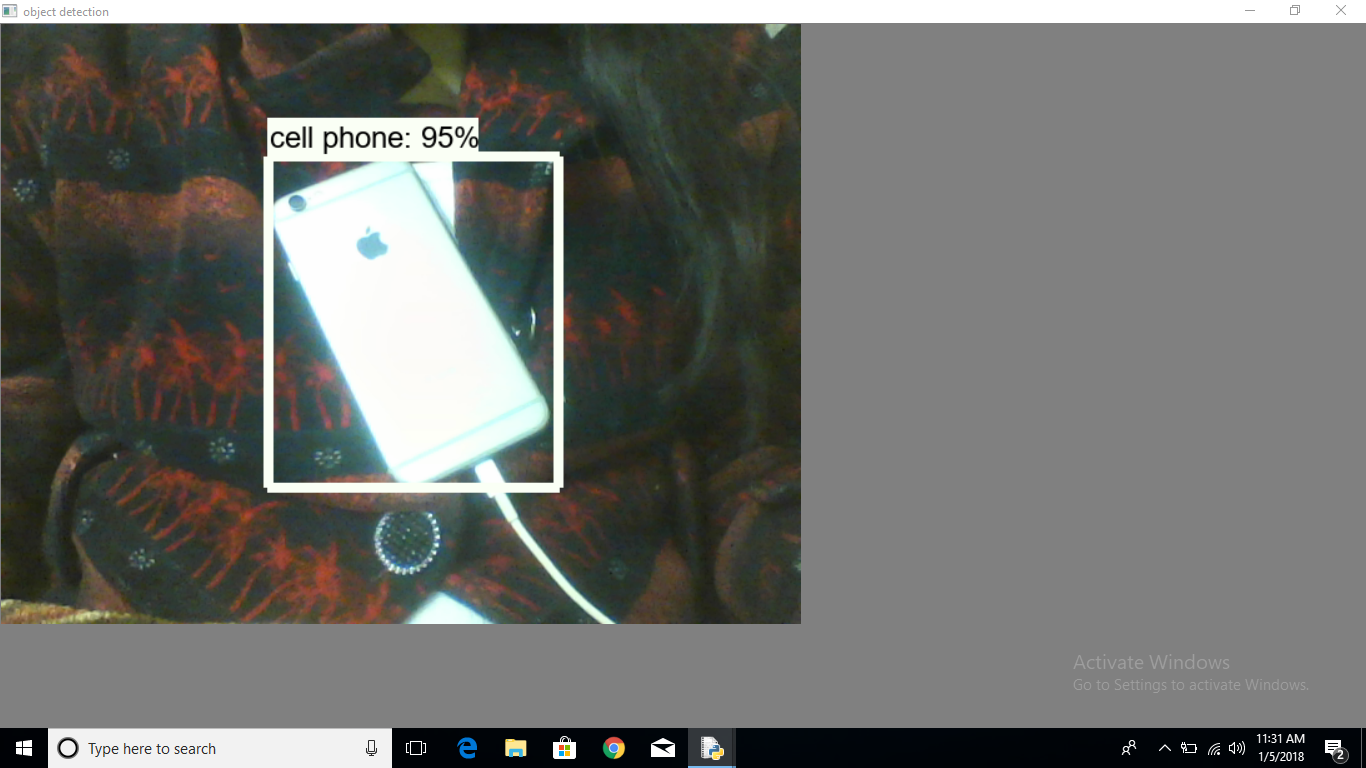 object detection
cell phone: 95%
Activate Windows
Go to Settings to activate Windows.
Type here to search
11:31 AM
1/5/2018
2